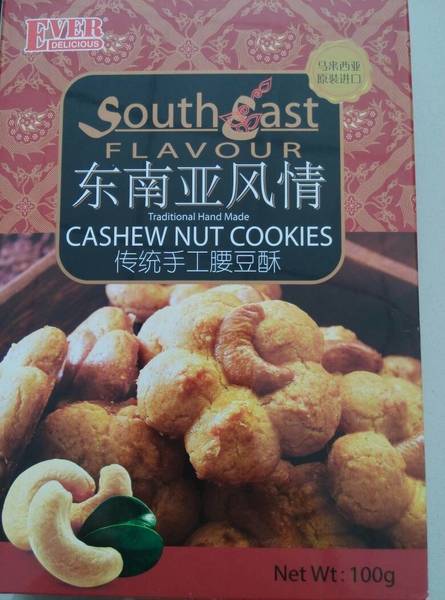 EVER
DELICIOUS
马来西亚
原装进口
South East
FLAVOUR
东南亚风情
Traditional Hand Made
CASHEW NUT COOKIES
传统手工腰豆酥
Net Wt: 100g